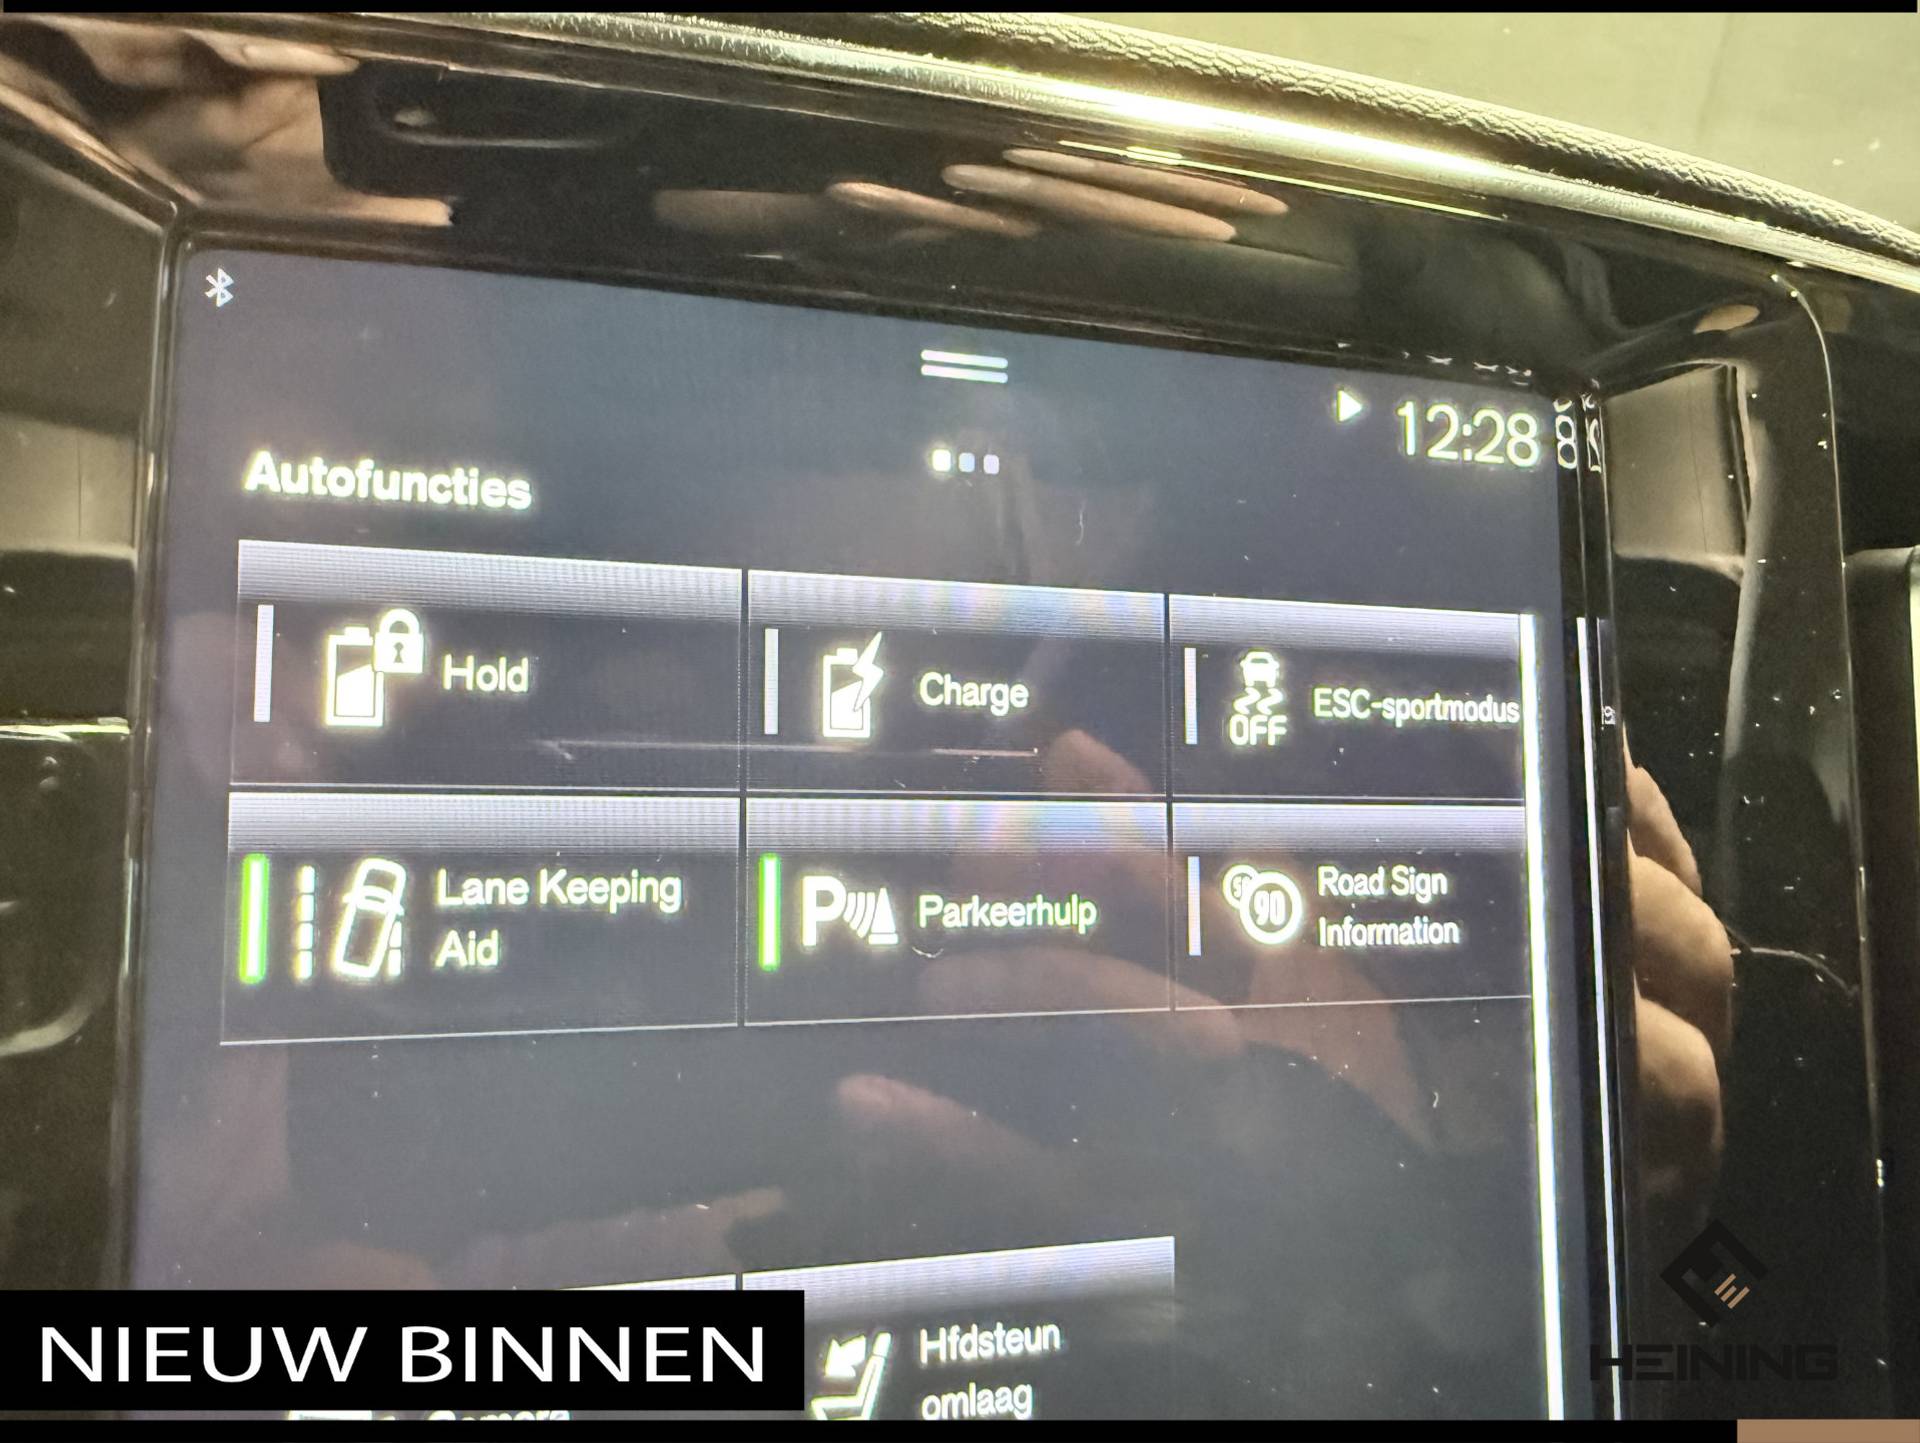 12:28
Autofuncties
Hold
Charge
OFF
ESC-sportmodus
Lane Keeping
Aid
P
Parkeerhulp
90
Road Sign
Information
Hfdsteun
omlaag
Camera
NIEUW BINNEN
HEINING